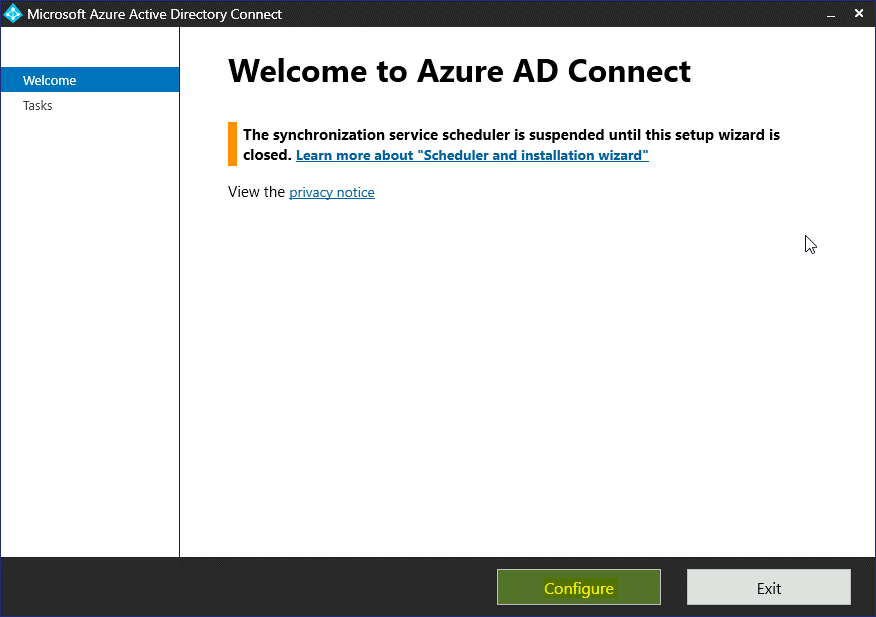 Microsoft Azure Active Directory Connect
Welcome
Tasks
Welcome to Azure AD Connect
The synchronization service scheduler is suspended until this setup wizard is
closed. Learn more about "Scheduler and installation wizard"
View the privacy notice
Configure
Exit